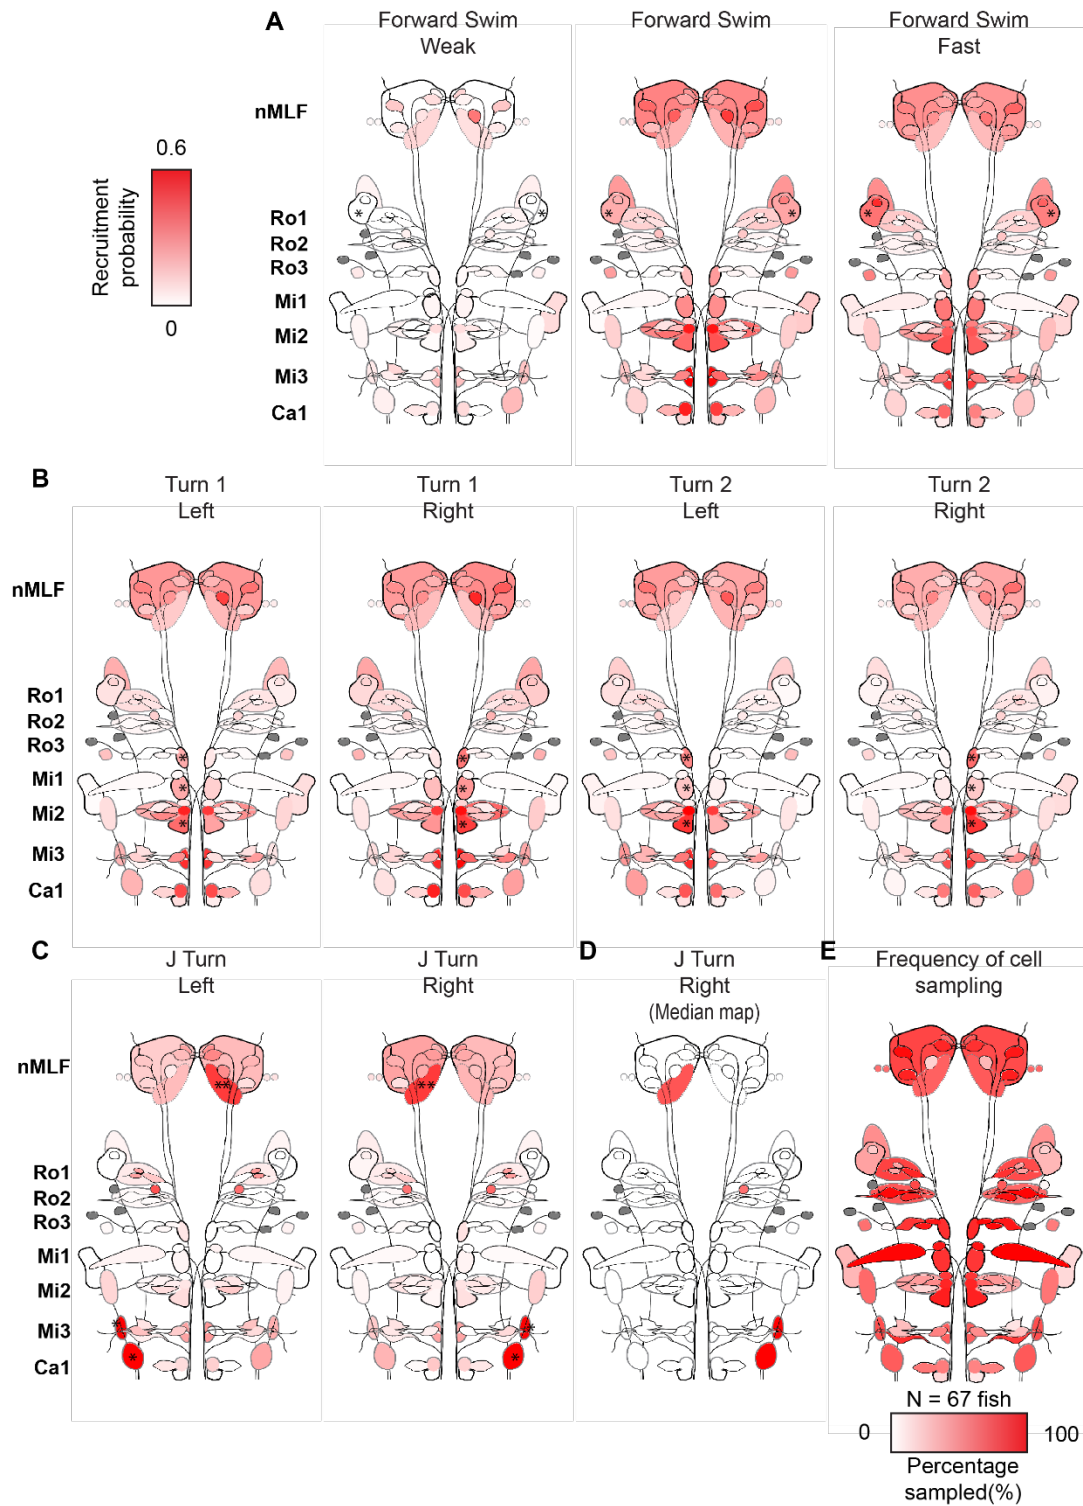 A
Forward Swim
Weak
Forward Swim
Forward Swim
Fast
nMLF
Ro1
Ro2
Ro3
Mi1
Mi2
Mi3
Ca1
0.6
Recruitment
probability
0
* * * * * *
B
Turn 1
Left
Turn 1
Right
Turn 2
Left
Turn 2
Right
nMLF
Ro1
Ro2
Ro3
Mi1
Mi2
Mi3
Ca1
* * * *
* * * *
* * * *
C
J Turn
Left
J Turn
Right
D
J Turn
Right
(Median map)
E
Frequency of cell
sampling
nMLF
Ro1
Ro2
Ro3
Mi1
Mi2
Mi3
Ca1
** **
* *
* *
N = 67 fish
0
100
Percentage
sampled(%)